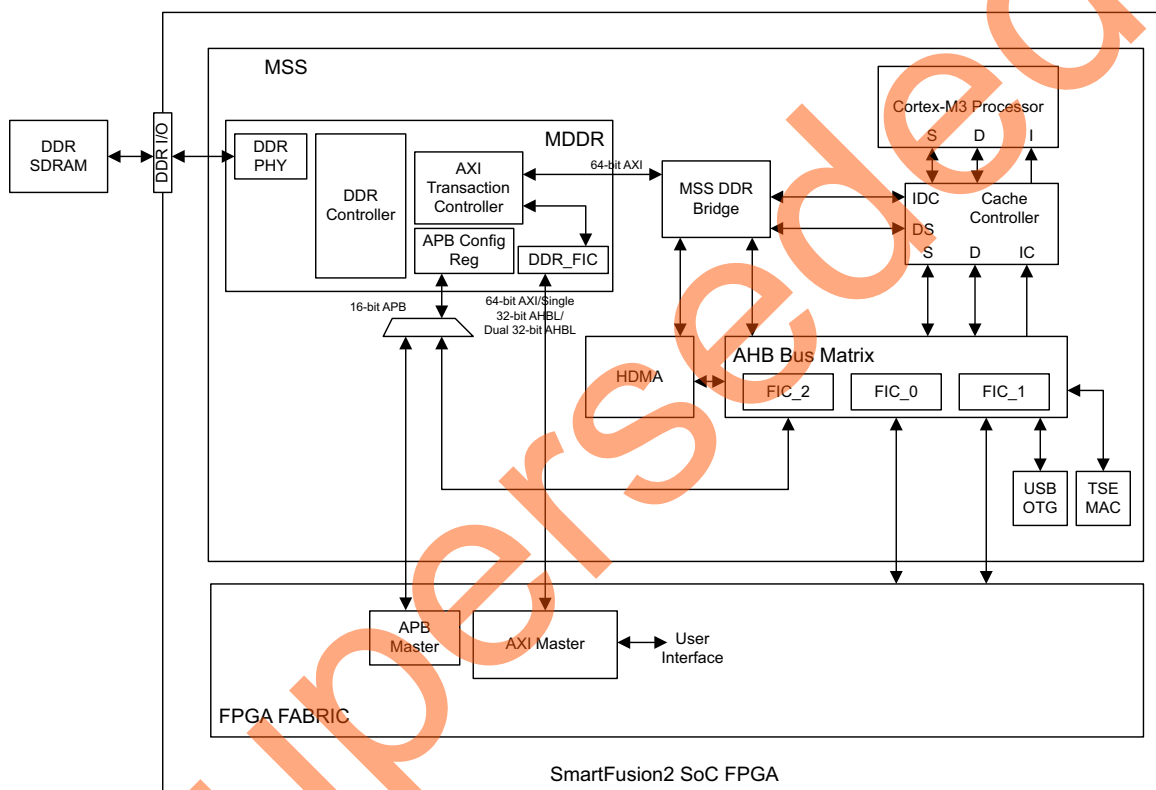 MSS
Cortex-M3 Processor
S D I
DDR
SDRAM
DDR I/O
DDR
PHY
MDDR
DDR
Controller
AXI
Transaction
Controller
64-bit AXI
MSS DDR
Bridge
IDC
Cache
Controller
DS
S D IC
APB Config
Reg
DDR_FIC
16-bit APB
64-bit AXI/Single
32-bit AHBL/
Dual 32-bit AHBL
HDMA
AHB Bus Matrix
FIC_2
FIC_0
FIC_1
USB
OTG
TSE
MAC
APB
Master
AXI Master
User
Interface
FPGA FABRIC
SmartFusion2 SoC FPGA
uperseded